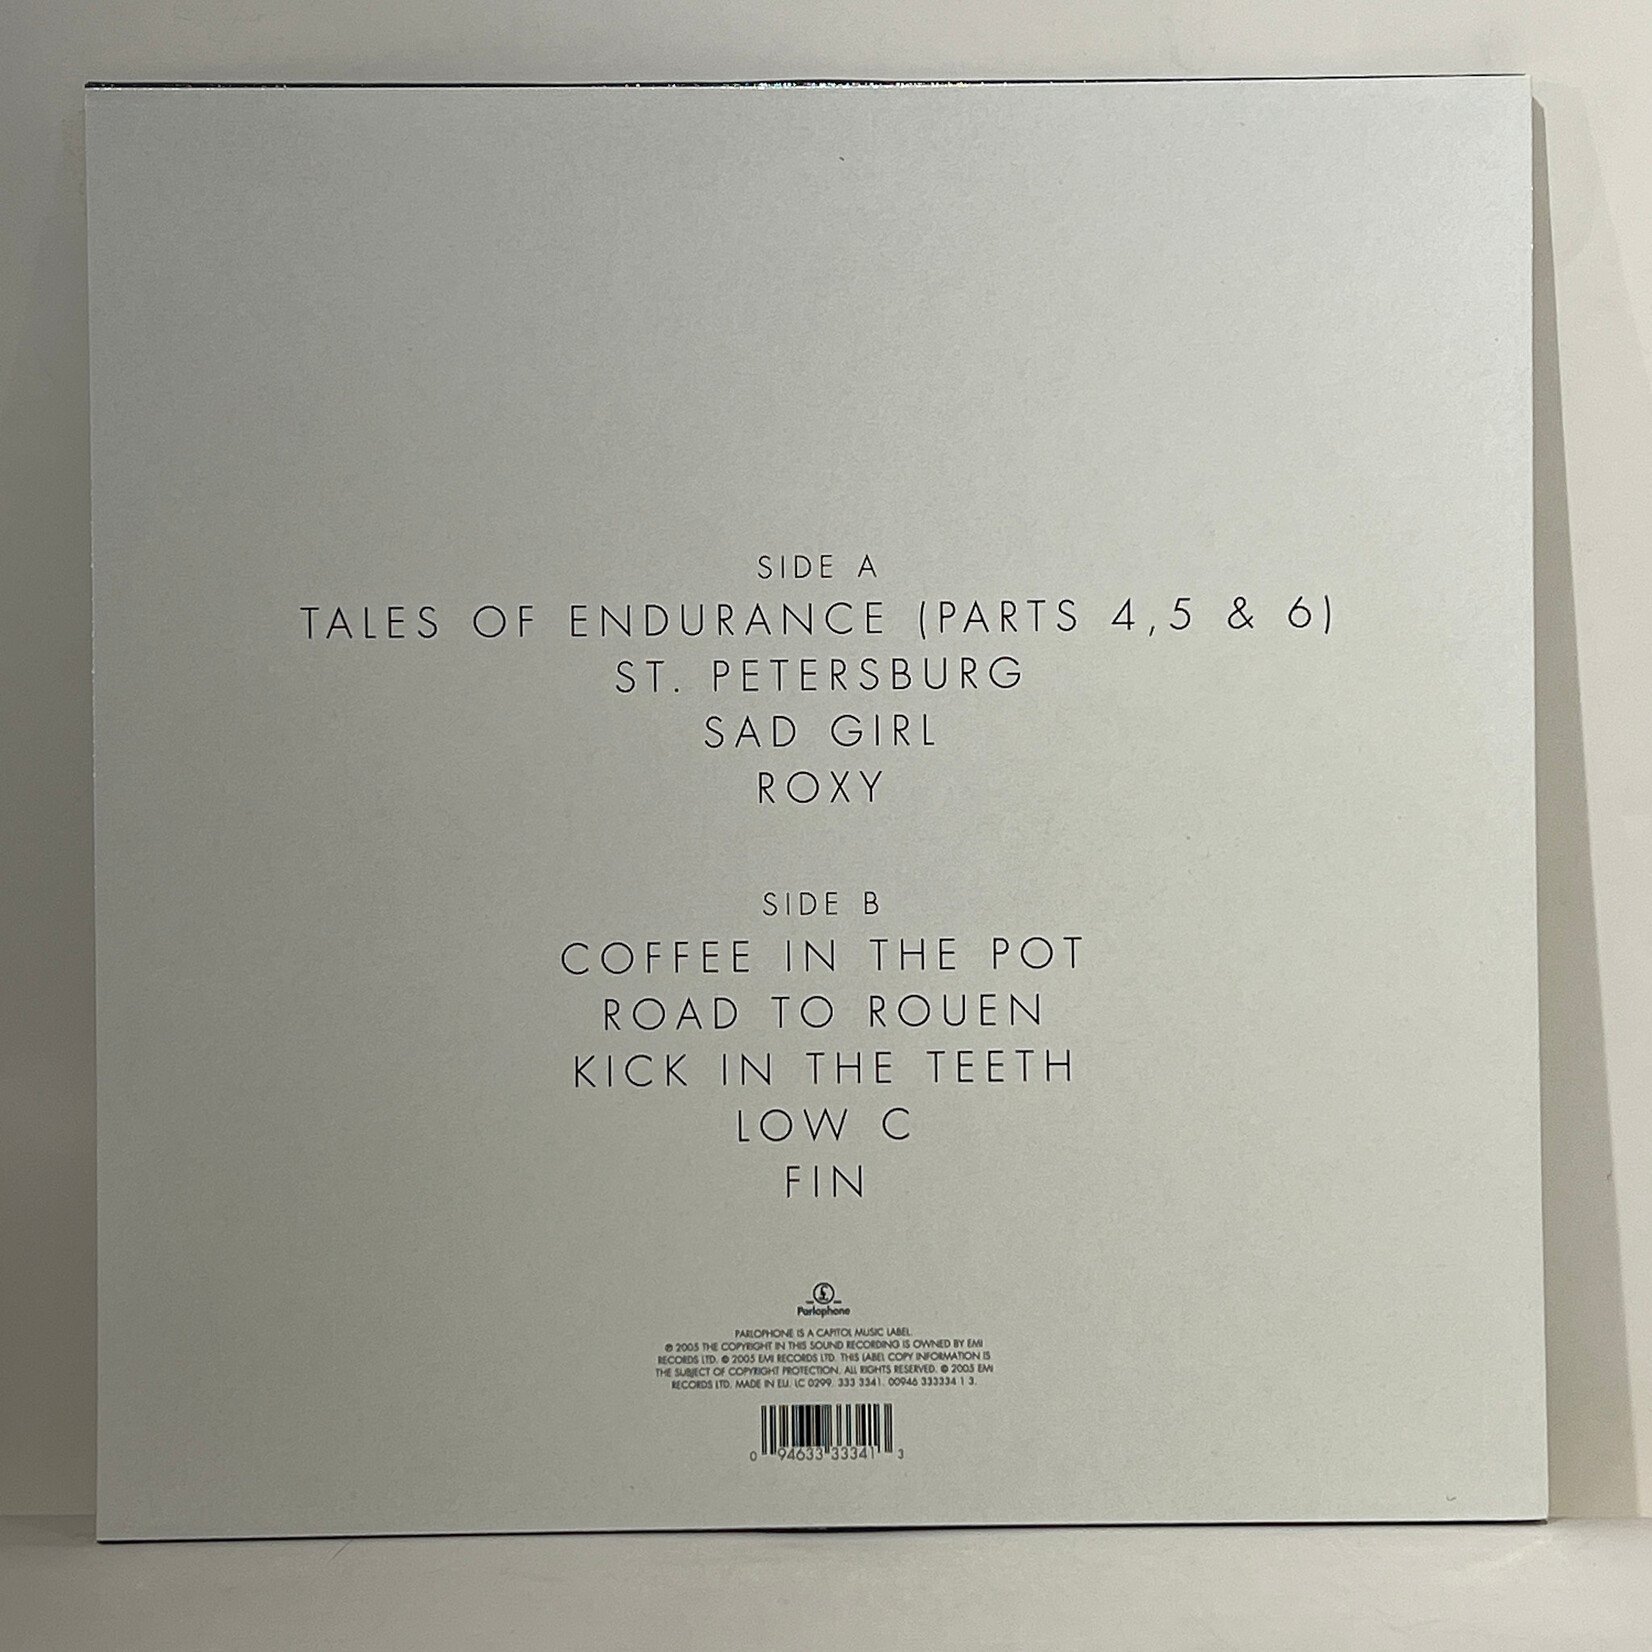 SIDE A
TALES OF ENDURANCE (PARTS 4,5 & 6)
ST. PETERSBURG
SAD GIRL
ROXY
SIDE B
COFFEE IN THE POT
ROAD TO ROUEN
KICK IN THE TEETH
LOW C
FIN
£
Parlophone
PARLOPHONE IS A CAPITOL MUSIC LABEL.
℗ 2005 THE COPYRIGHT IN THIS SOUND RECORDING IS OWNED BY EMI
RECORDS LTD. © 2005 EMI RECORDS LTD. THIS LABEL COPY INFORMATION IS
THE SUBJECT OF COPYRIGHT PROTECTION. ALL RIGHTS RESERVED. © 2005 EMI
RECORDS LTD. MADE IN EU. LC 0299. 333 3341. 00946 333334 1 3.
0 94633 33341 3